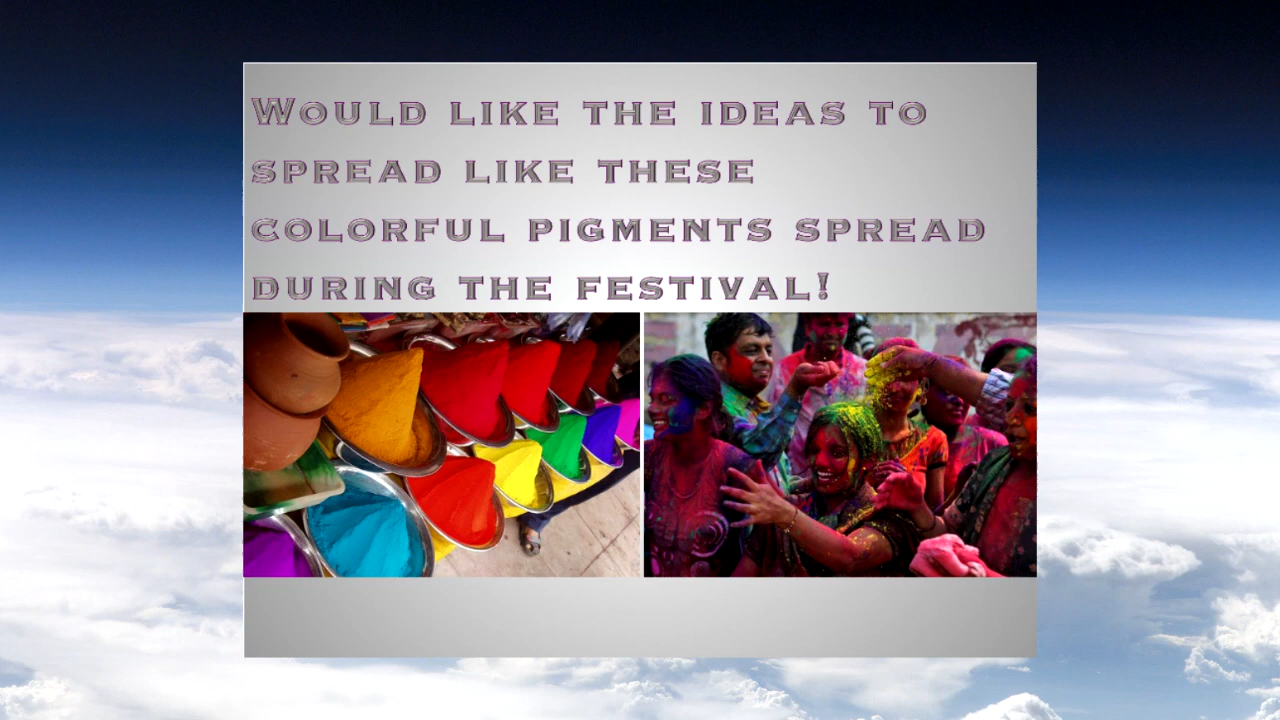 Would like the ideas to
spread like these
colorful pigments spread
during the festival!